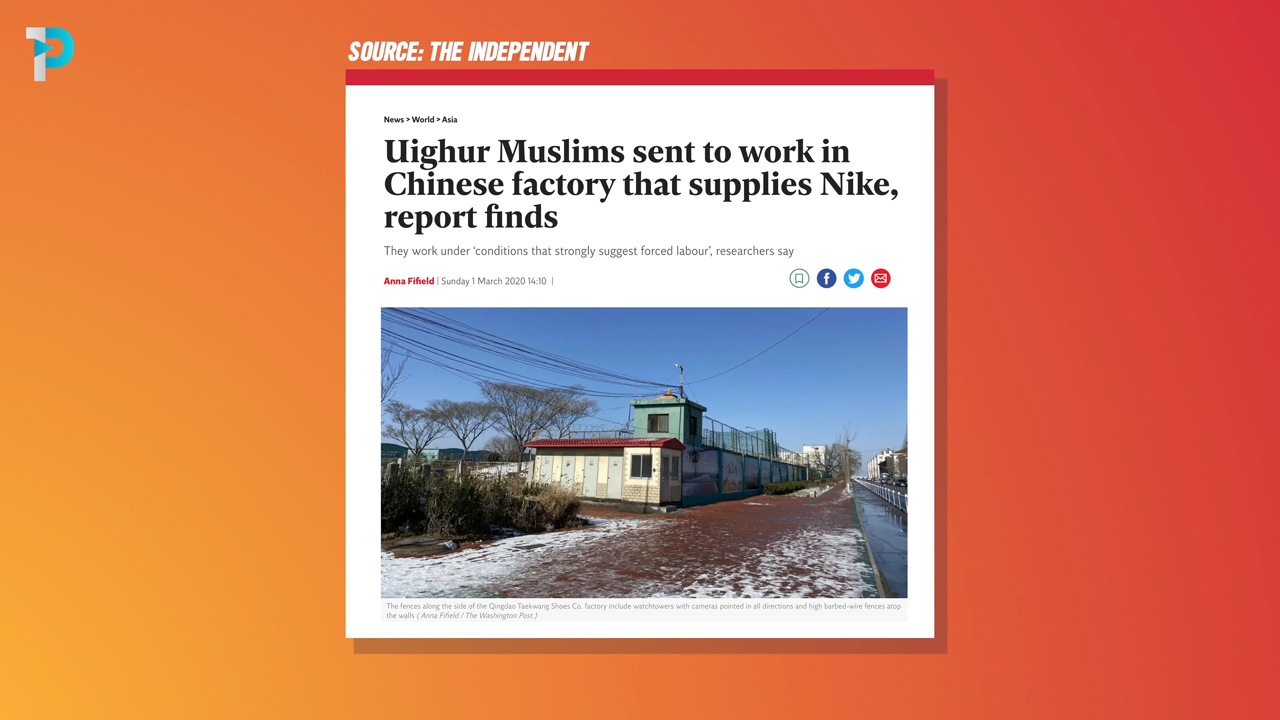 SOURCE: THE INDEPENDENT
News > World > Asia
Uighur Muslims sent to work in
Chinese factory that supplies Nike,
report finds
They work under ‘conditions that strongly suggest forced labour’, researchers say
Anna Fifield | Sunday 1 March 2020 14:10 |
The fences along the side of the Qingdao Taekwang Shoes Co. factory include watchtowers with cameras pointed in all directions and high barbed-wire fences atop
the walls ( Anna Fifield / The Washington Post )